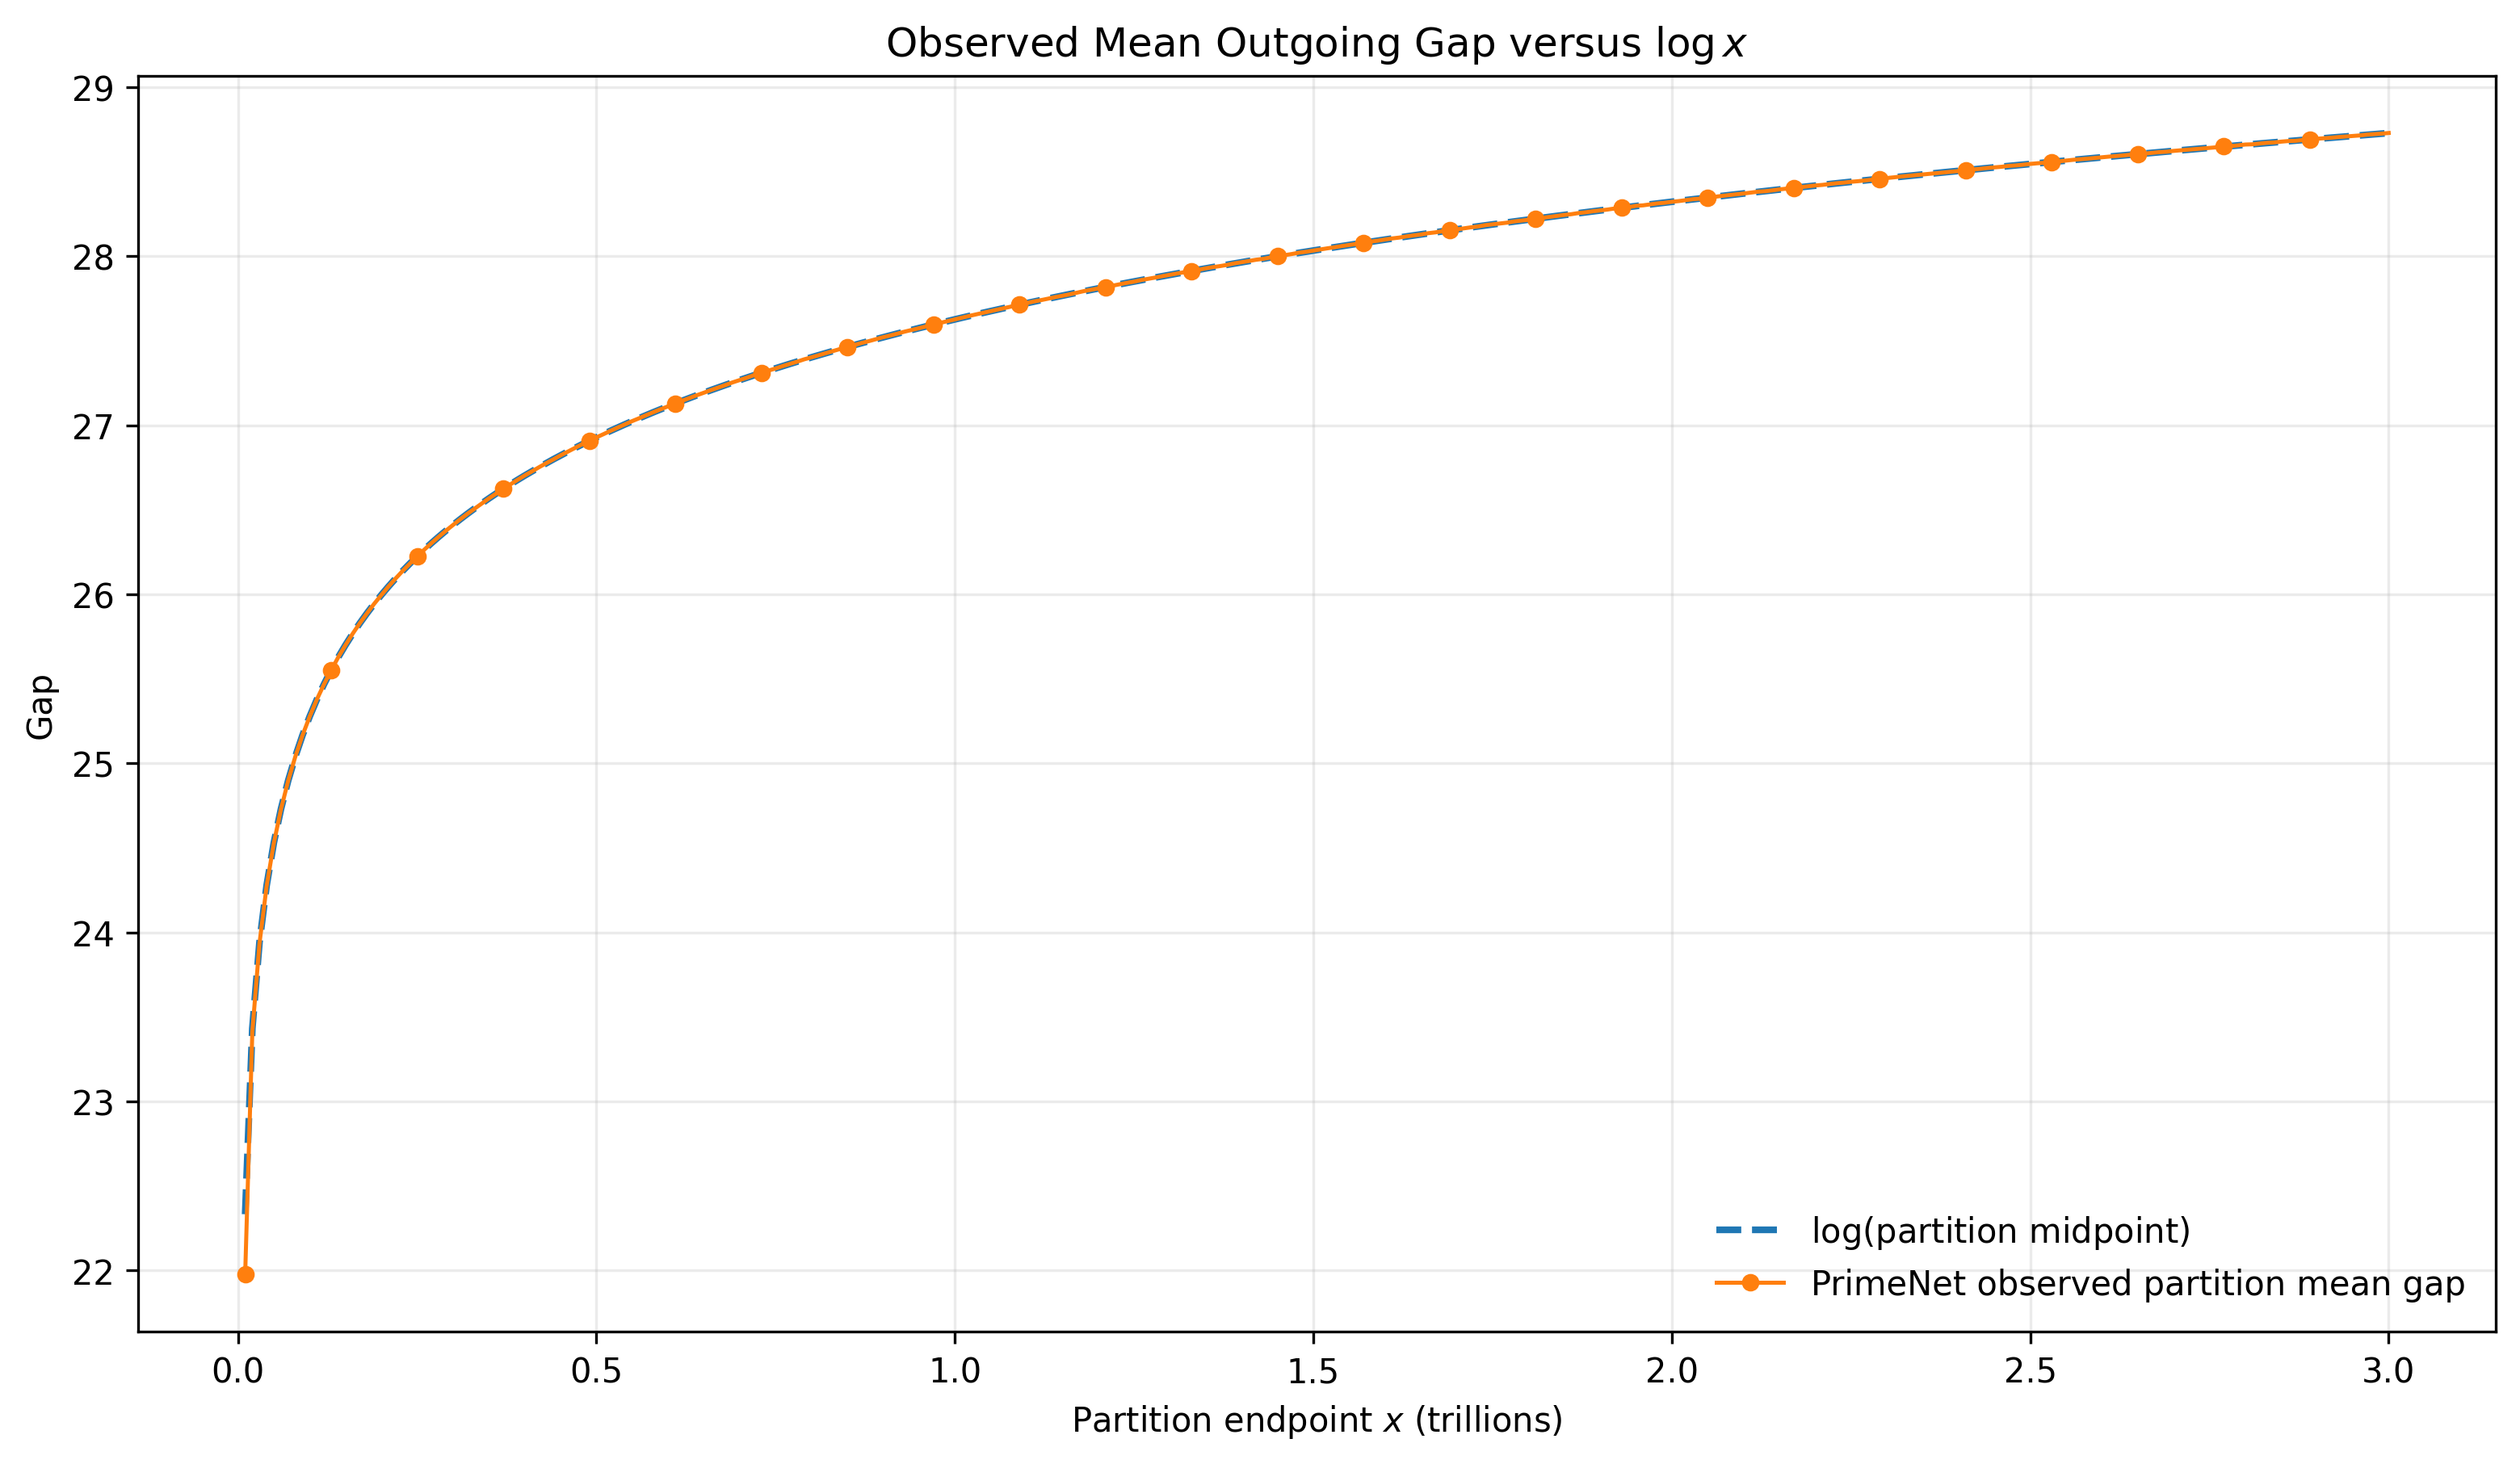 Observed Mean Outgoing Gap versus log x
29
28
27
26
25
24
23
22
Gap
log(partition midpoint)
PrimeNet observed partition mean gap
0.0 0.5 1.0 1.5 2.0 2.5 3.0
Partition endpoint x (trillions)